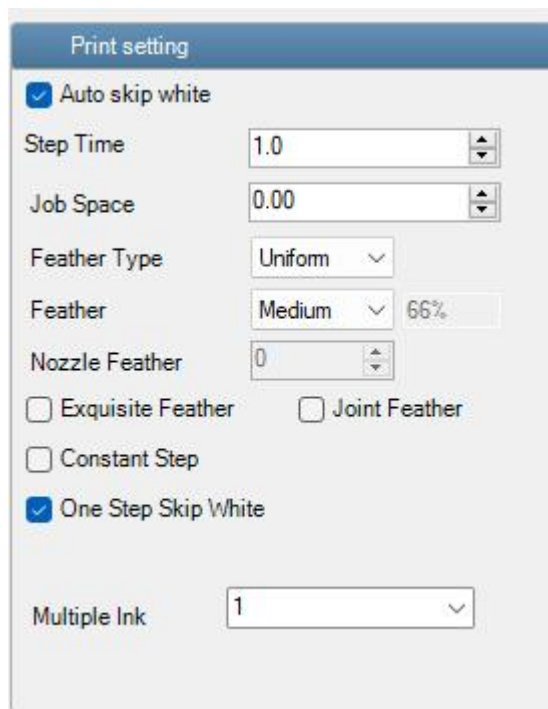 Print setting
Auto skip white
Step Time 1.0
Job Space 0.00
Feather Type Uniform
Feather Medium 66%
Nozzle Feather 0
Exquisite Feather Joint Feather
Constant Step
One Step Skip White
Multiple Ink 1